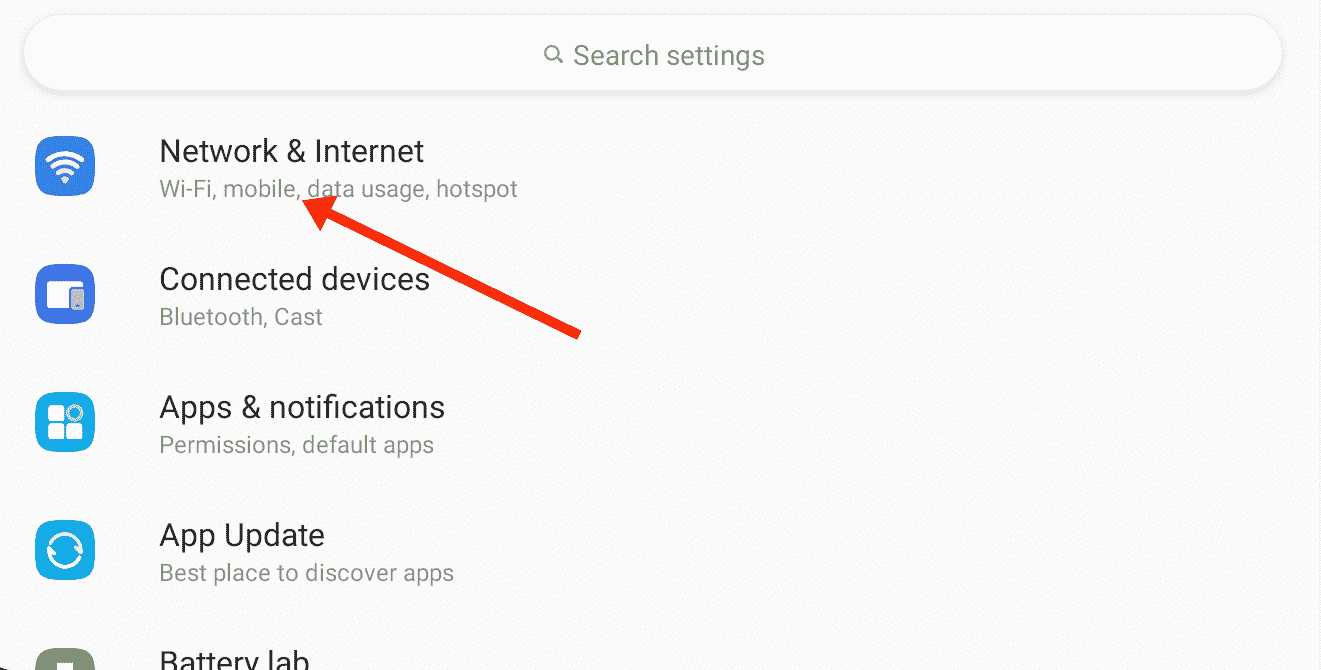 Search settings
Network & Internet
Wi-Fi, mobile, data usage, hotspot
Connected devices
Bluetooth, Cast
Apps & notifications
Permissions, default apps
App Update
Best place to discover apps
Battery lab